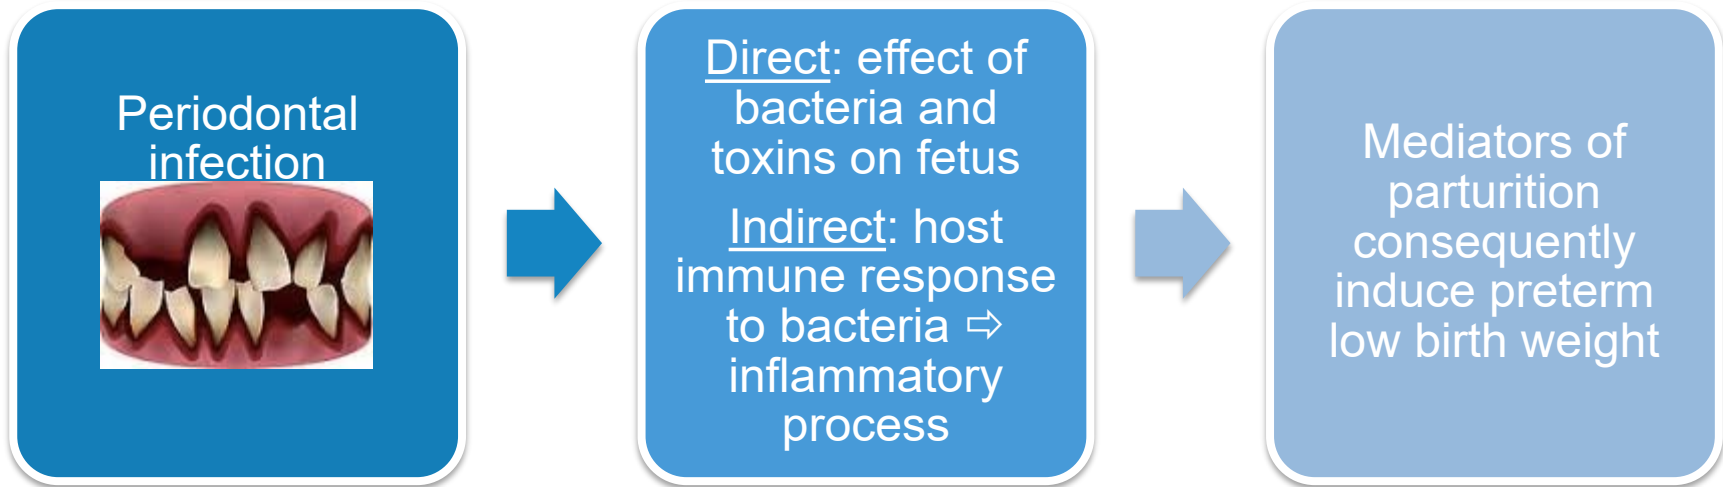 Periodontal
infection
Direct: effect of
bacteria and
toxins on fetus
Indirect: host
immune response
to bacteria ⇨
inflammatory
process
Mediators of
parturition
consequently
induce preterm
low birth weight